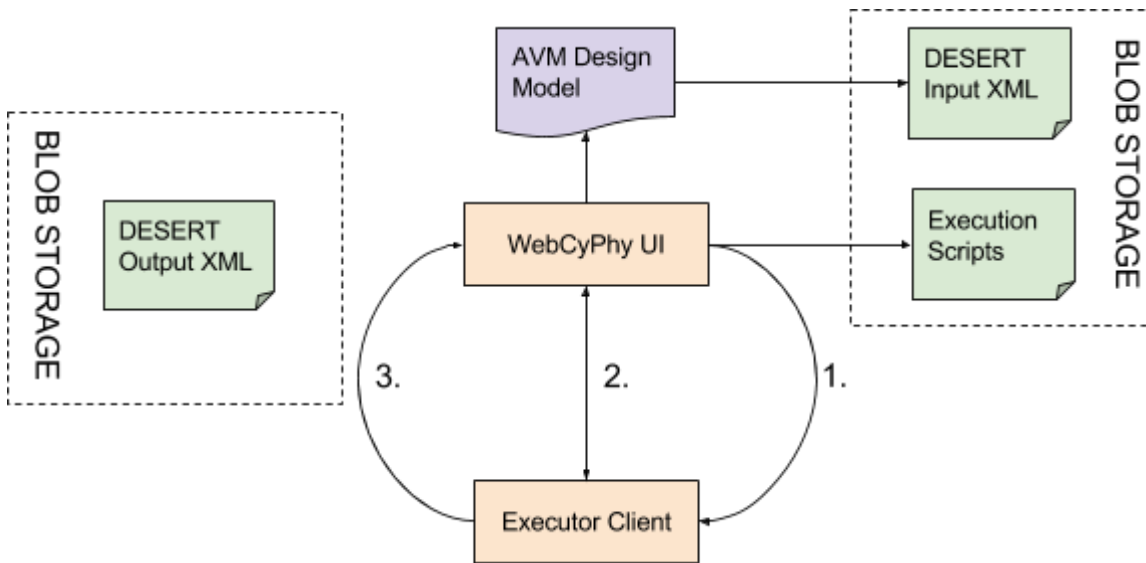 AVM Design
Model
DESERT
Input XML
BLOB STORAGE
BLOB STORAGE
DESERT
Output XML
WebCyPhy UI
Execution
Scripts
3.
2.
1.
Executor Client